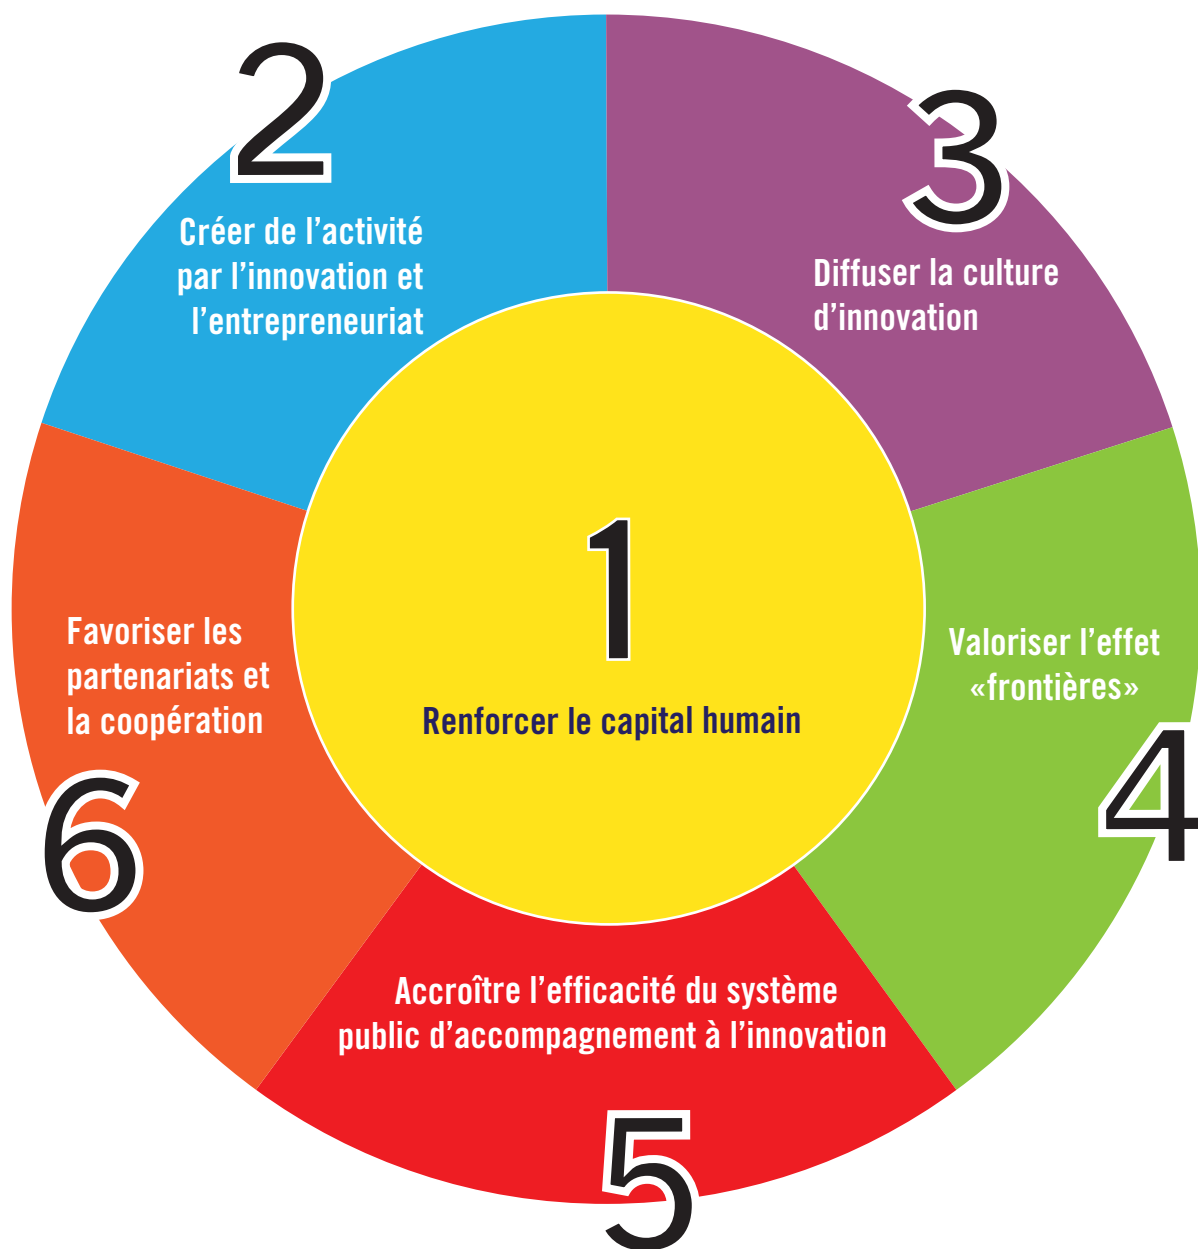 2
Créer de l’activité
par l’innovation et
l’entrepreneuriat
3
Diffuser la culture
d’innovation
1
Renforcer le capital humain
Valoriser l’effet
«frontières»
4
Favoriser les
partenariats et
la coopération
6
Accroître l’efficacité du système
public d’accompagnement à l’innovation
5